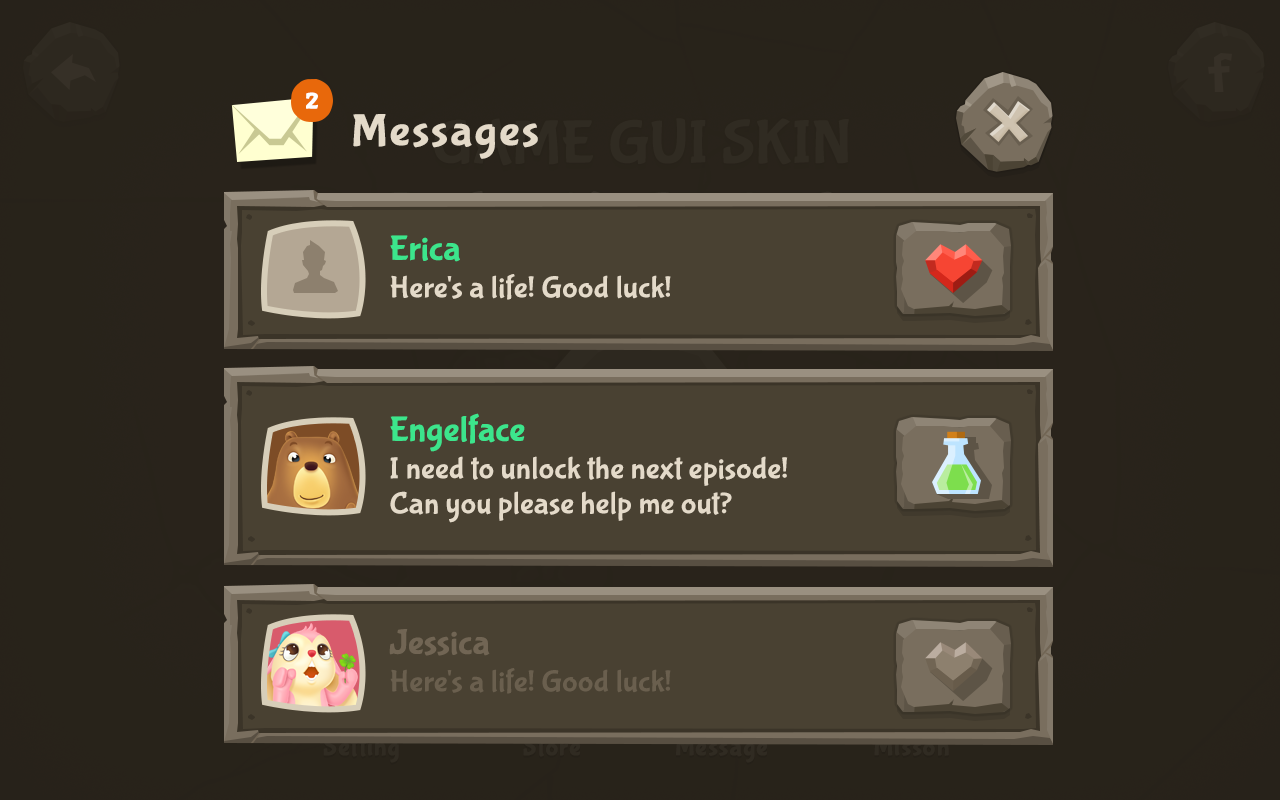 2
Messages
GAME GUI SKIN
f
Erica
Here's a life! Good luck!
Engelface
I need to unlock the next episode!
Can you please help me out?
Jessica
Here's a life! Good luck!
Setting Store Message Misson